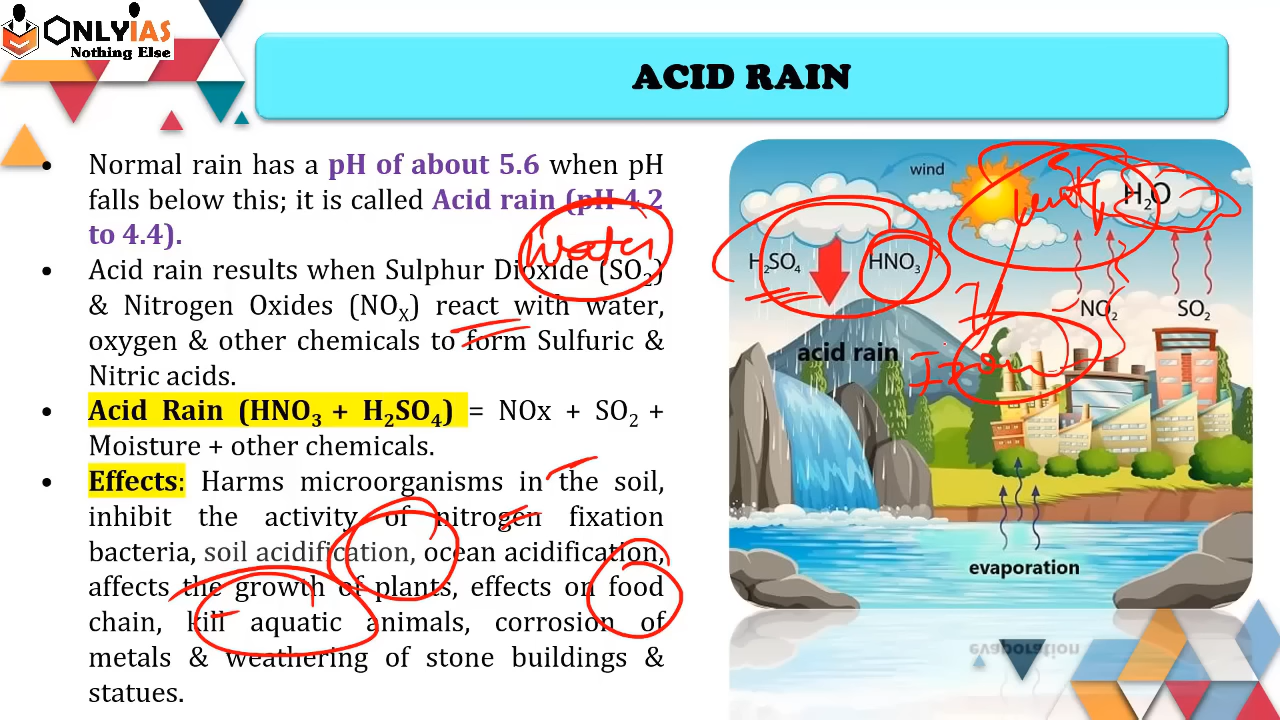 ONLYIAS
Nothing Else
ACID RAIN
• Normal rain has a pH of about 5.6 when pH
falls below this; it is called Acid rain (pH 4.2
to 4.4).
• Acid rain results when Sulphur Dioxide (SO₂)
& Nitrogen Oxides (NOₓ) react with water,
oxygen & other chemicals to form Sulfuric &
Nitric acids.
• Acid Rain (HNO₃ + H₂SO₄) = NOx + SO₂ +
Moisture + other chemicals.
• Effects: Harms microorganisms in the soil,
inhibit the activity of nitrogen fixation
bacteria, soil acidification, ocean acidification,
affects the growth of plants, effects on food
chain, kill aquatic animals, corrosion of
metals & weathering of stone buildings &
statues.
water
wind
H₂O
H₂SO₄
HNO₃
NO₂
SO₂
acid rain
Iron
evaporation
evaporation